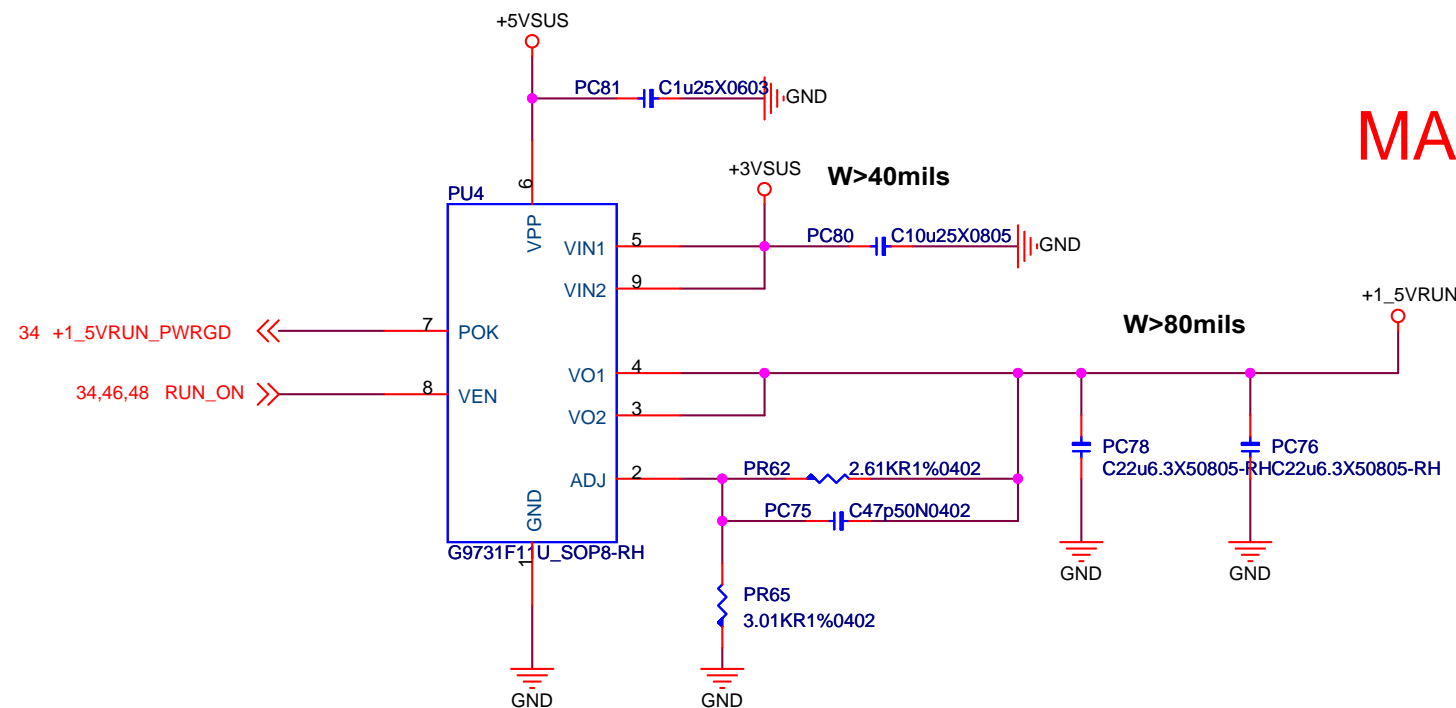 +5VSUS
PC81 C1u25X0603
GND
MA
+3VSUS
W>40mils
6
PU4
VPP
VIN1 5
PC80 C10u25X0805
GND
VIN2 9
+1_5VRUN
W>80mils
34 +1_5VRUN_PWRGD
7 POK
VO1 4
34,46,48 RUN_ON
8 VEN
VO2 3
PC78
C22u6.3X50805-RH
PC76
C22u6.3X50805-RH
ADJ 2
PR62 2.61KR1%0402
PC75 C47p50N0402
GND
G9731F11U_SOP8-RH
1
GND
GND
PR65
3.01KR1%0402
GND
GND